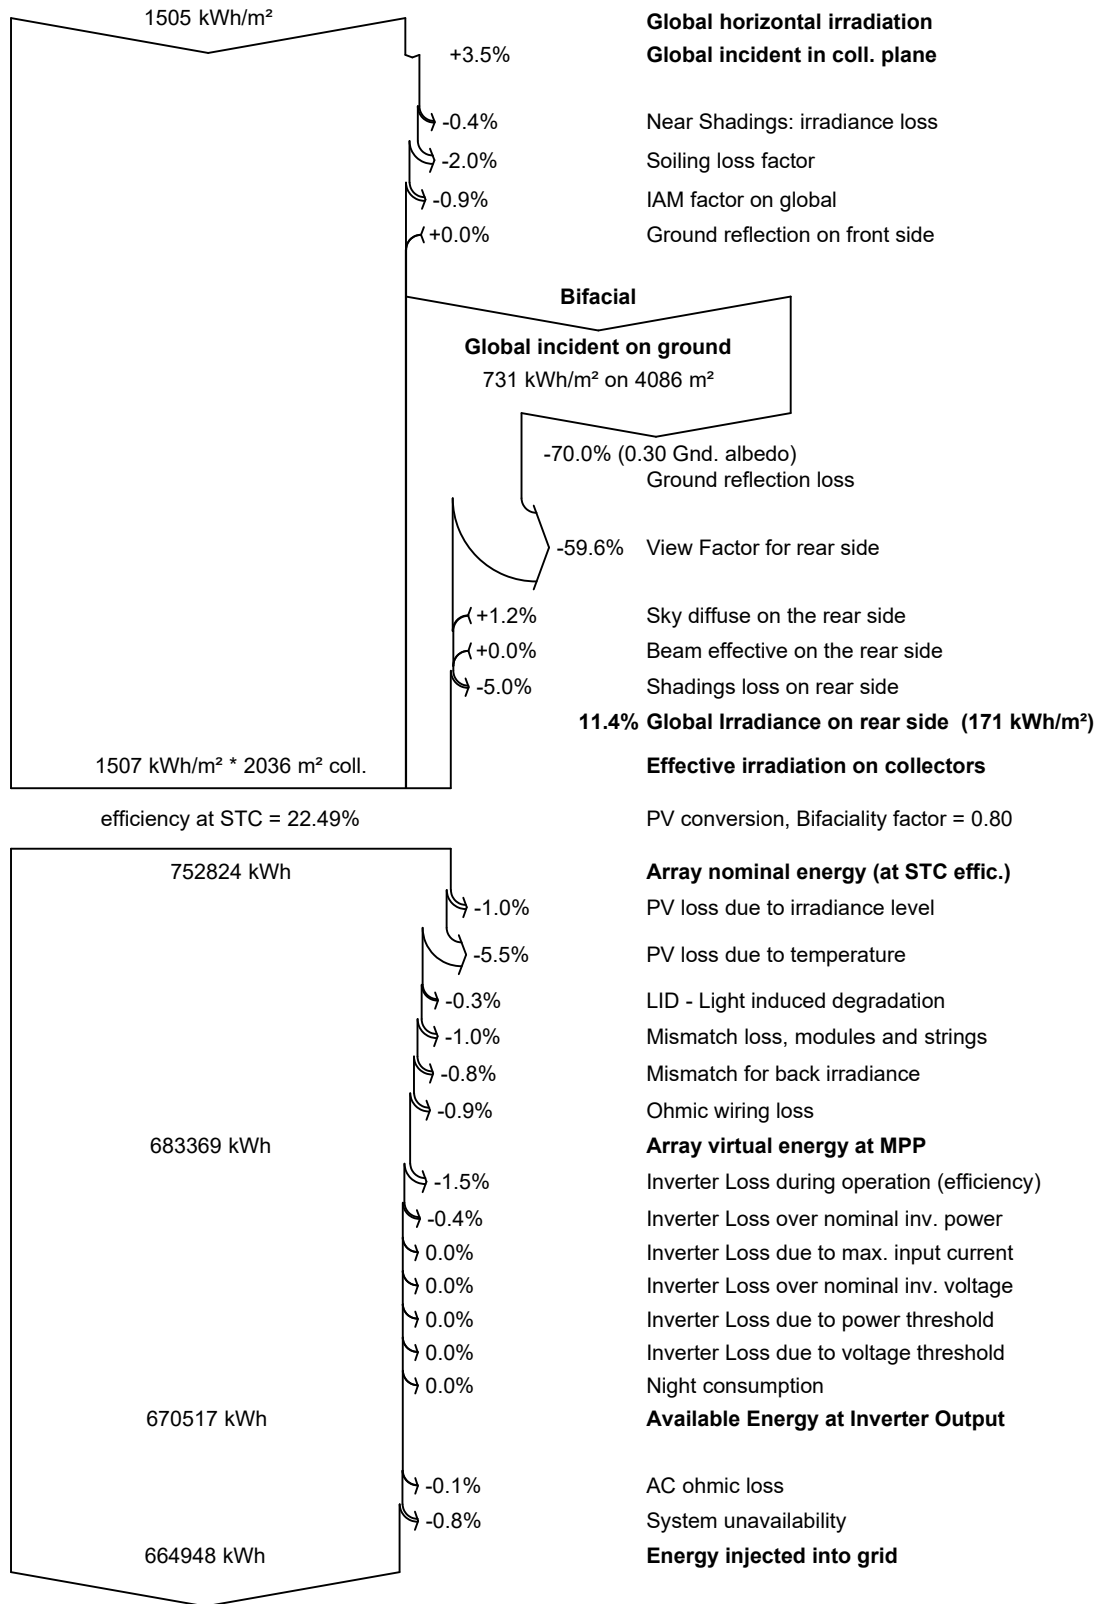 1505 kWh/m² Global horizontal irradiation
+3.5% Global incident in coll. plane
-0.4% Near Shadings: irradiance loss
-2.0% Soiling loss factor
-0.9% IAM factor on global
+0.0% Ground reflection on front side
Bifacial
Global incident on ground
731 kWh/m² on 4086 m²
-70.0% (0.30 Gnd. albedo)
Ground reflection loss
-59.6% View Factor for rear side
+1.2% Sky diffuse on the rear side
+0.0% Beam effective on the rear side
-5.0% Shadings loss on rear side
11.4% Global Irradiance on rear side (171 kWh/m²)
1507 kWh/m² * 2036 m² coll. Effective irradiation on collectors
efficiency at STC = 22.49% PV conversion, Bifaciality factor = 0.80
752824 kWh Array nominal energy (at STC effic.)
-1.0% PV loss due to irradiance level
-5.5% PV loss due to temperature
-0.3% LID - Light induced degradation
-1.0% Mismatch loss, modules and strings
-0.8% Mismatch for back irradiance
-0.9% Ohmic wiring loss
683369 kWh Array virtual energy at MPP
-1.5% Inverter Loss during operation (efficiency)
-0.4% Inverter Loss over nominal inv. power
0.0% Inverter Loss due to max. input current
0.0% Inverter Loss over nominal inv. voltage
0.0% Inverter Loss due to power threshold
0.0% Inverter Loss due to voltage threshold
0.0% Night consumption
670517 kWh Available Energy at Inverter Output
-0.1% AC ohmic loss
-0.8% System unavailability
664948 kWh Energy injected into grid